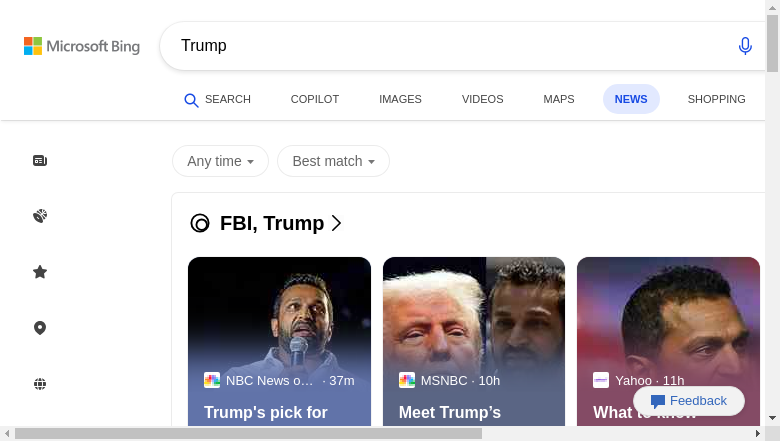 Microsoft Bing
Trump
SEARCH
COPILOT
IMAGES
VIDEOS
MAPS
NEWS
SHOPPING
Any time
Best match
FBI, Trump
NBC News o... · 37m
Trump's pick for
MSNBC · 10h
Meet Trump's
Yahoo · 11h
What to know
Feedback